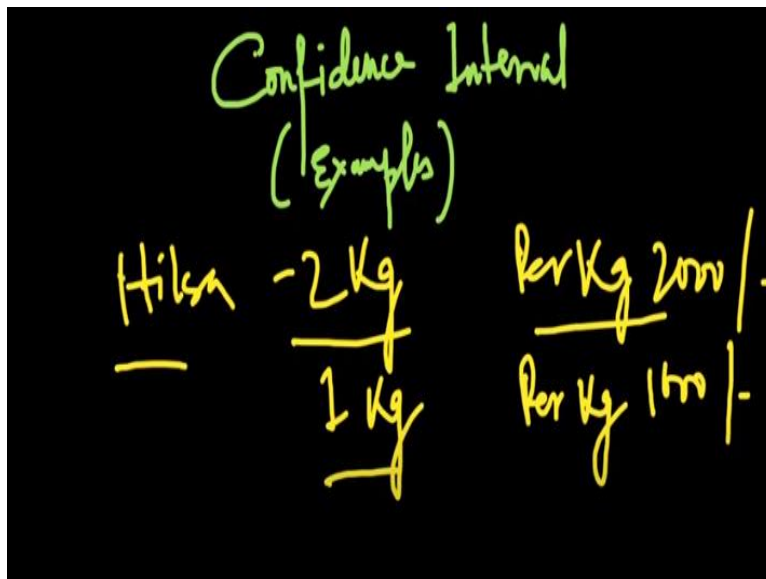 Confidence Interval
(Examples)
Hilsa - 2 Kg Per Kg 2000/-
1 Kg Per Kg 1000/-